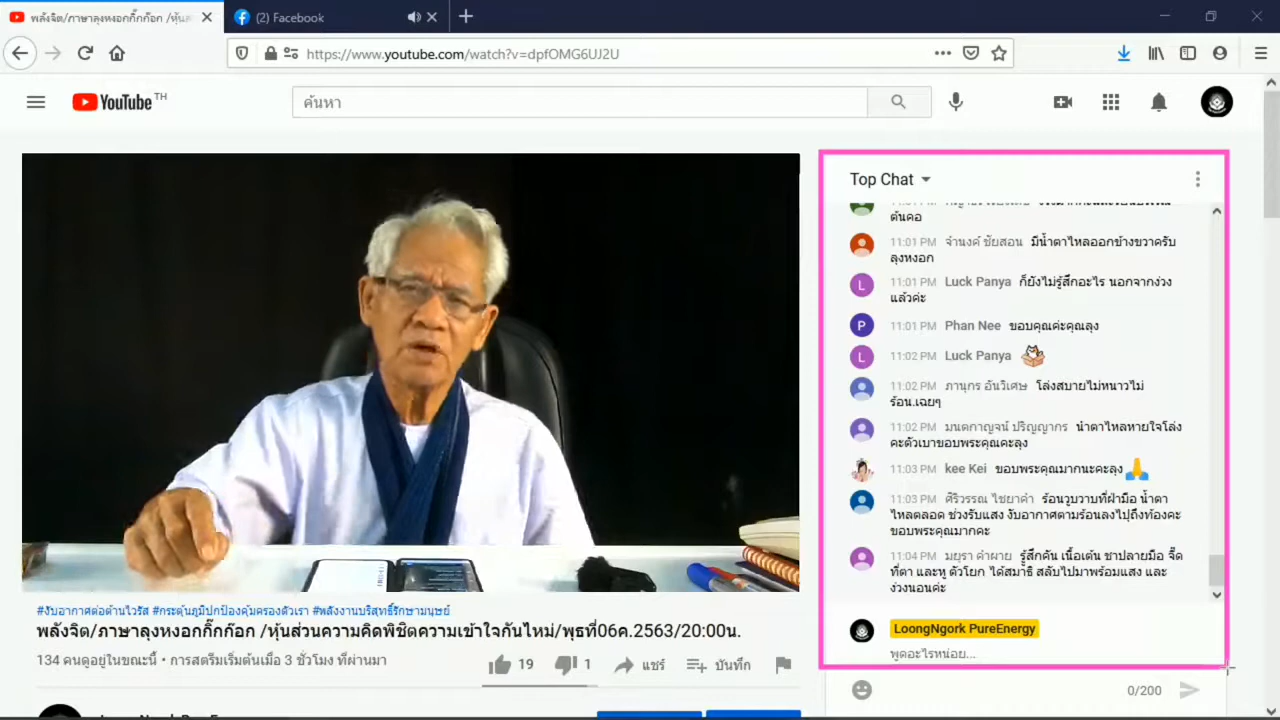 พลังจิต/ภาษาลุงหงอกกิ๊กก๊อก /หุ้นส
(2) Facebook
https://www.youtube.com/watch?v=dpfOMG6UJ2U
YouTube TH
ค้นหา
Top Chat
ต้นคอ
11:01 PM จำนงค์ ชัยสอน มีน้ำตาไหลออกข้างขวาครับ
ลุงหงอก
11:01 PM Luck Panya ก็ยังไม่รู้สึกอะไร นอกจากง่วง
แล้วค่ะ
11:01 PM Phan Nee ขอบคุณค่ะคุณลุง
11:02 PM Luck Panya
11:02 PM ภานุกร อันวิเศษ โล่งสบายไม่หนาวไม่
ร้อน.เฉยๆ
11:02 PM มนตกาญจน์ ปริญญากร น้ำตาไหลหายใจโล่ง
คะตัวเบาขอบพระคุณคะลุง
11:03 PM kee Kei ขอบพระคุณมากนะคะลุง🙏
11:03 PM ศิริวรรณ ไชยาคำ ร้อนวูบวาบที่ฝ่ามือ น้ำตา
ไหลตลอด ช่วงรับแสง งับอากาศตามร้อนลงไปถึงท้องคะ
ขอบพระคุณมากคะ
11:04 PM มยุรา คำผาย รู้สึกคัน เนื้อเต้น ชาปลายมือ จี๊ด
ที่ตา และหู ตัวโยก ได้สมาธิ สลับไปมาพร้อมแสง และ
ง่วงนอนค่ะ
LoongNgork PureEnergy
พูดอะไรหน่อย...
0/200
#งับอากาศต่อต้านไวรัส #กระตุ้นภูมิปกป้องคุ้มครองตัวเรา #พลังงานบริสุทธิ์รักษามนุษย์
พลังจิต/ภาษาลุงหงอกกิ๊กก๊อก /หุ้นส่วนความคิดพิชิตความเข้าใจกันไหม/พุธที่06ค.2563/20:00น.
134 คนดูอยู่ในขณะนี้ • การสตรีมเริ่มต้นเมื่อ 3 ชั่วโมง ที่ผ่านมา
19
1
แชร์
บันทึก